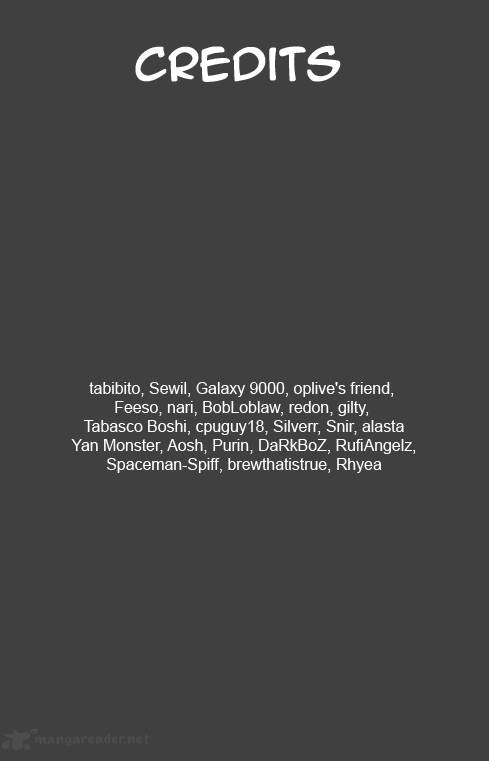 CREDITS
tabibito, Sewil, Galaxy 9000, oplive's friend,
Feeso, nari, BobLoblaw, redon, gilty,
Tabasco Boshi, cpuguy18, Silverr, Snir, alasta
Yan Monster, Aosh, Purin, DaRkBoZ, RufiAngelz,
Spaceman-Spiff, brewthatistrue, Rhyea
mangareader.net